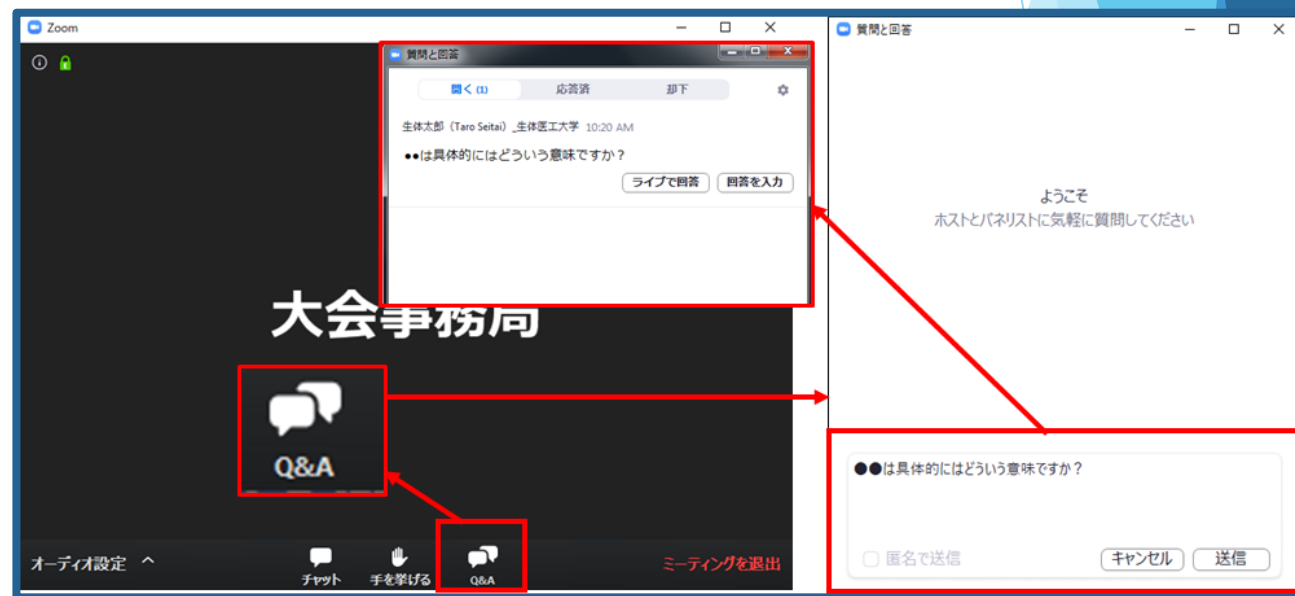 Zoom
質問と回答
開く (1) 応答済 却下
生体太郎（Taro Seitai）_生体医工大学 10:20 AM
●●は具体的にはどういう意味ですか？
ライブで回答 回答を入力
大会事務局
Q&A
オーディオ設定
チャット 手を挙げる Q&A
ミーティングを退出
質問と回答
ようこそ
ホストとパネリストに気軽に質問してください
●●は具体的にはどういう意味ですか？
匿名で送信 キャンセル 送信